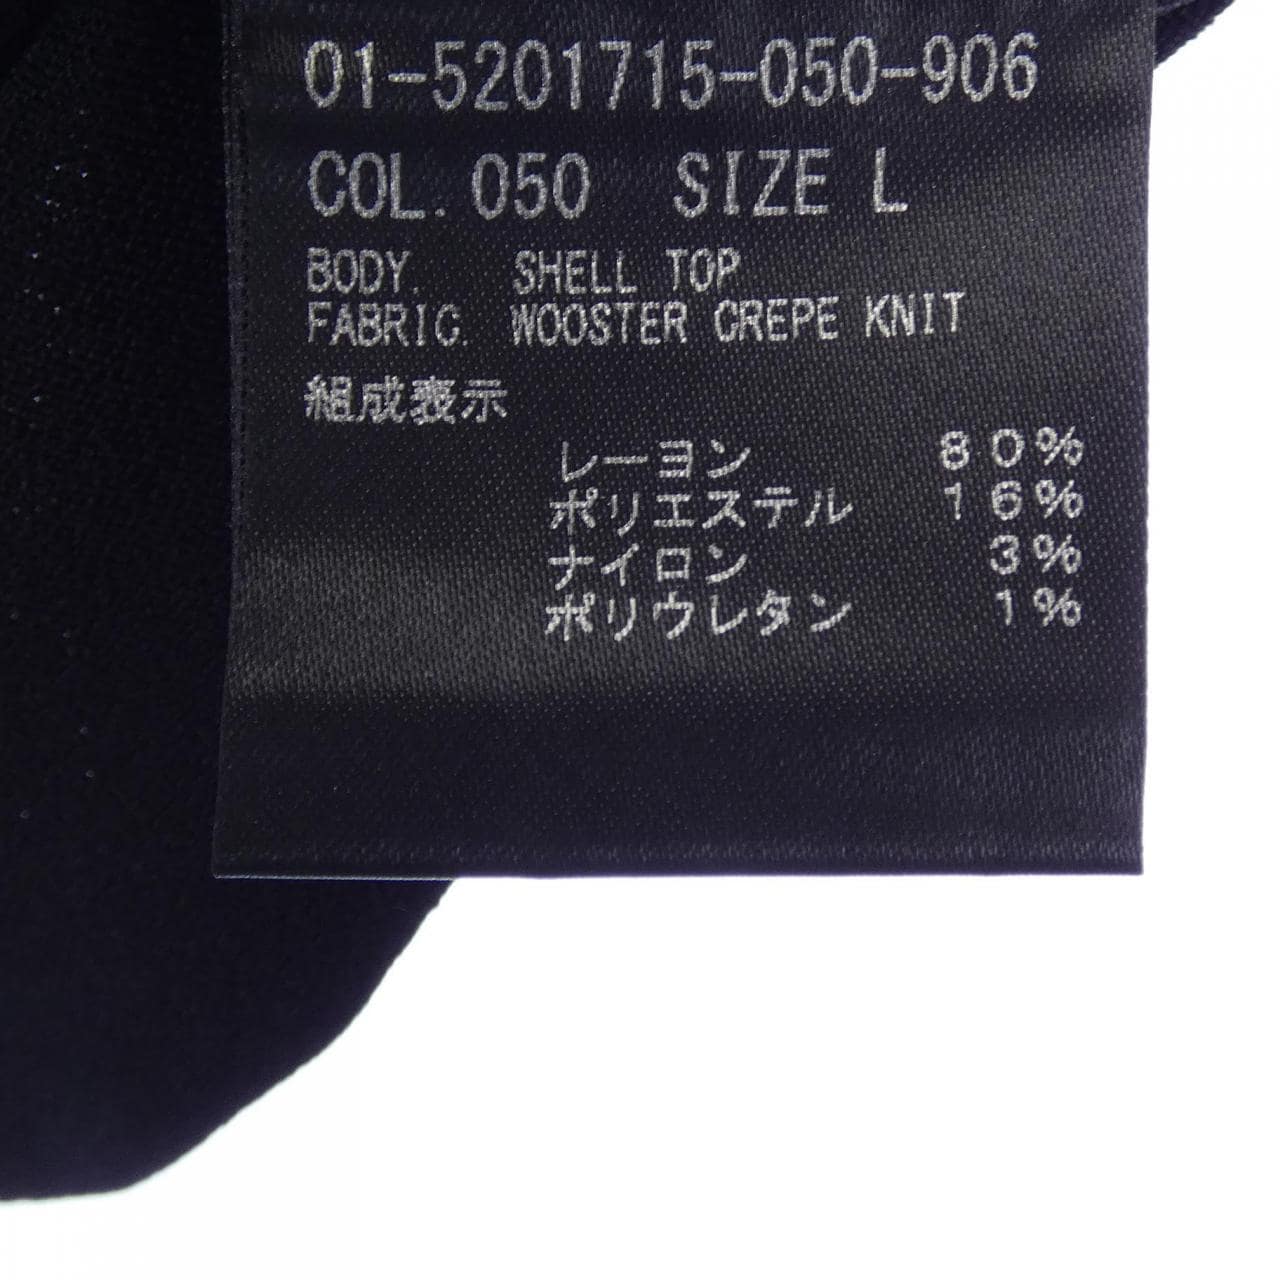 01-5201715-050-906
COL. 050 SIZE L
BODY. SHELL TOP
FABRIC. WOOSTER CREPE KNIT
組成表示
レーヨン 80%
ポリエステル 16%
ナイロン 3%
ポリウレタン 1%